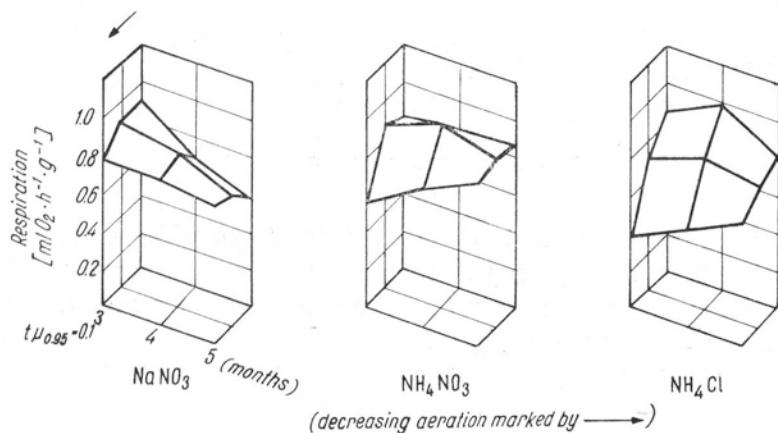 Respiration
[ml O₂ · h⁻¹ · g⁻¹]
1.0
0.8
0.6
0.4
0.2
tμ₀.₉₅=0.1
3
4
5 (months)
NaNO₃
NH₄NO₃
NH₄Cl
(decreasing aeration marked by ⟶)